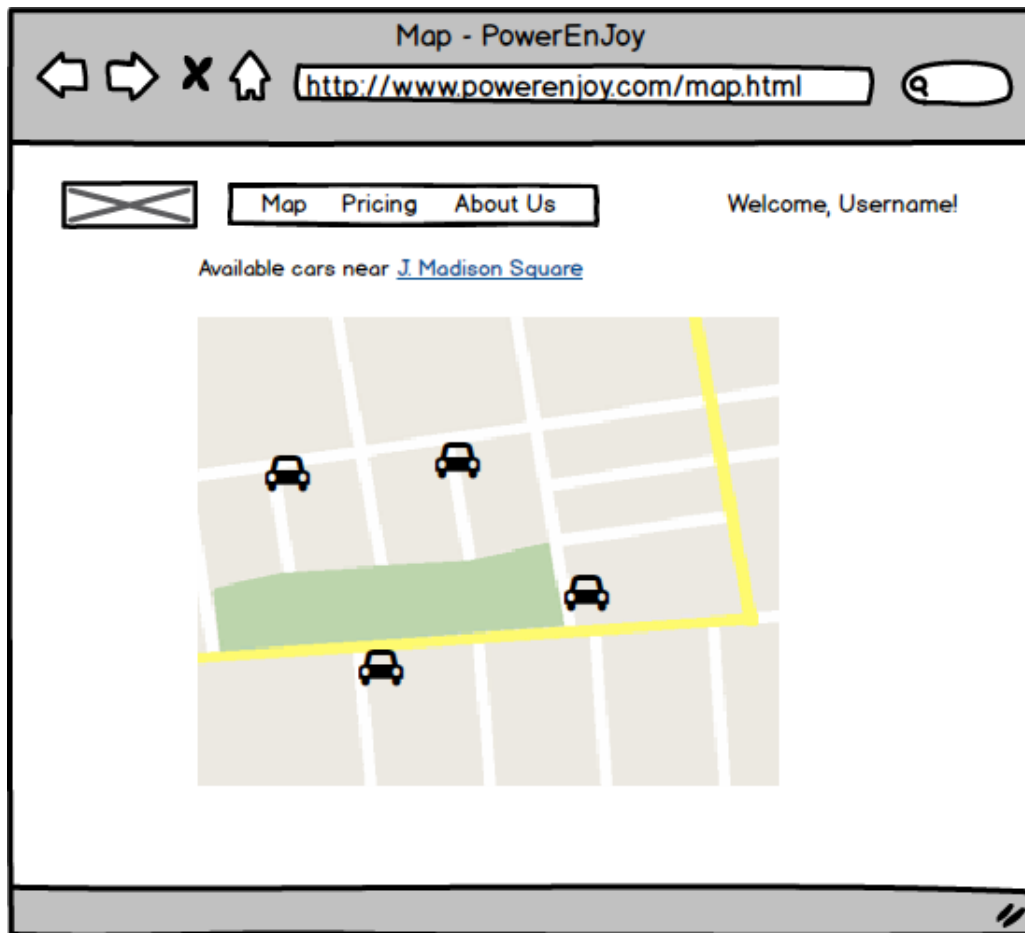 Map - PowerEnJoy
http://www.powerenjoy.com/map.html
Map Pricing About Us
Welcome, Username!
Available cars near J. Madison Square